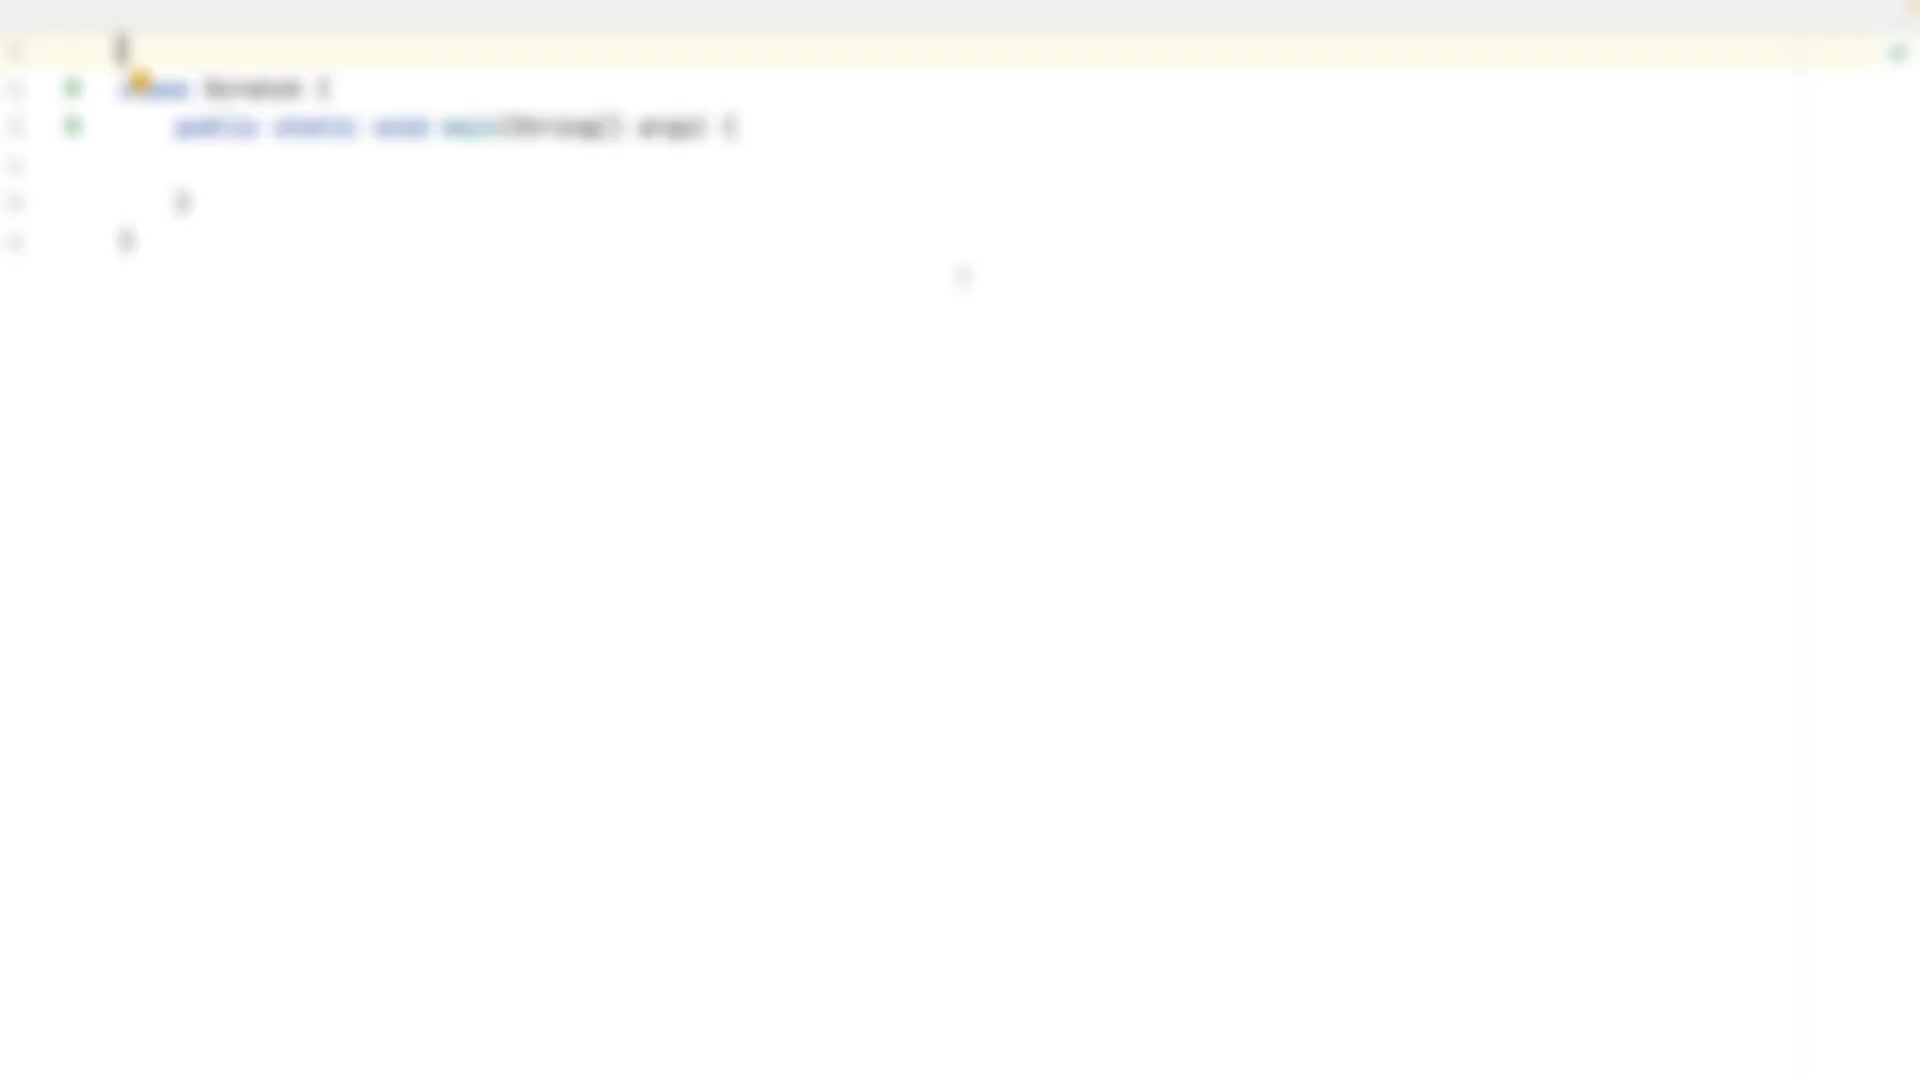 class Scratch {
public static void main(String[] args) {
}
}